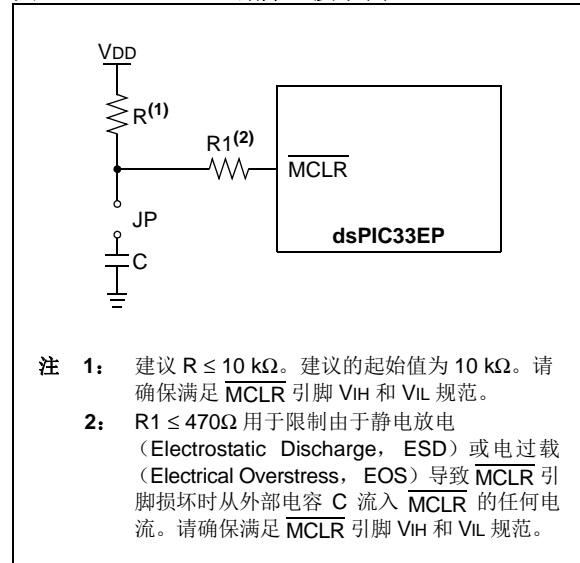 VDD
R(1)
R1(2)
MCLR
JP
dsPIC33EP
C
注 1： 建议 R ≤ 10 kΩ。建议的起始值为 10 kΩ。请
确保满足 MCLR 引脚 VIH 和 VIL 规范。
2： R1 ≤ 470Ω 用于限制由于静电放电
（Electrostatic Discharge， ESD）或电过载
（Electrical Overstress， EOS）导致 MCLR 引
脚损坏时从外部电容 C 流入 MCLR 的任何电
流。请确保满足 MCLR 引脚 VIH 和 VIL 规范。